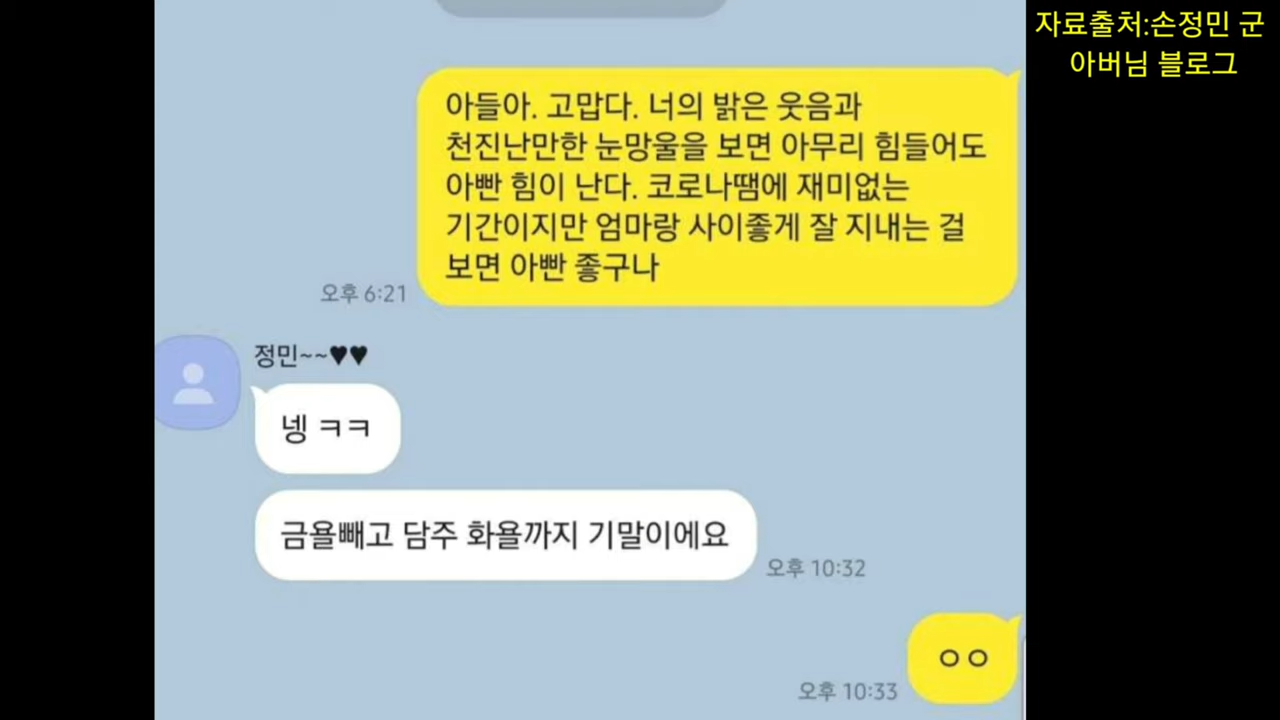 자료출처:손정민 군
아버님 블로그
아들아. 고맙다. 너의 밝은 웃음과
천진난만한 눈망울을 보면 아무리 힘들어도
아빤 힘이 난다. 코로나땜에 재미없는
기간이지만 엄마랑 사이좋게 잘 지내는 걸
보면 아빤 좋구나
오후 6:21
정민~~♥♥
넹 ㅋㅋ
금욜빼고 담주 화욜까지 기말이에요
오후 10:32
ㅇㅇ
오후 10:33